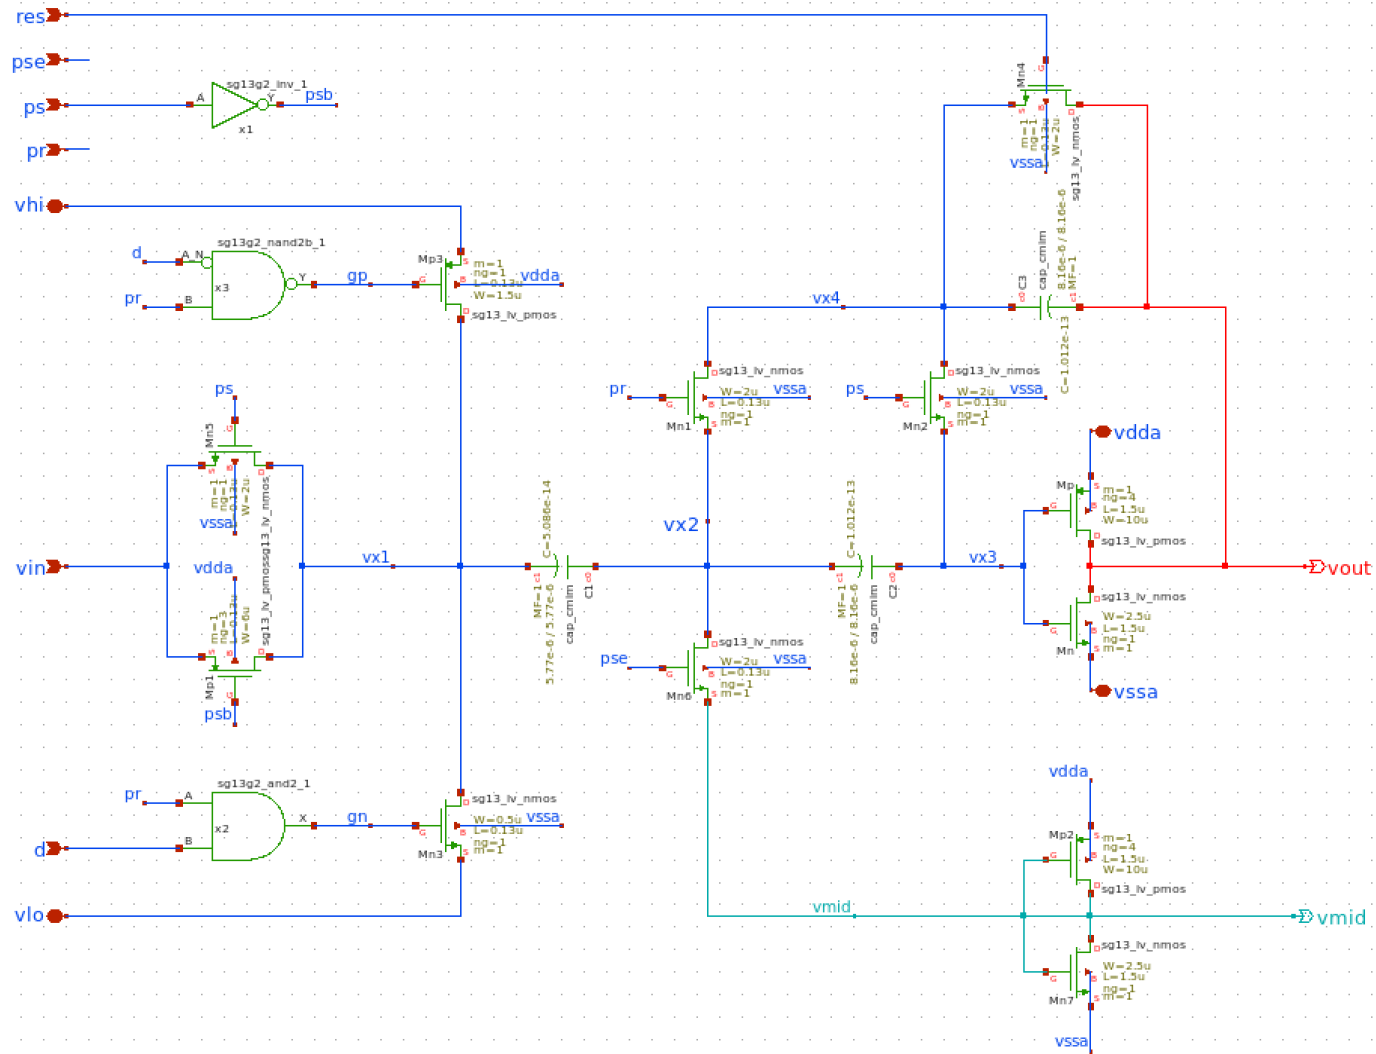 res
pse
ps
A
sg13g2_inv_1
Y
psb
x1
pr
vhi
sg13g2_nand2b_1
d
A_N
x3
Y
gp
pr
B
Mp3
G
S
m=1
ng=1
L=0.13u
W=1.5u
B
vdda
D
sg13_lv_pmos
Mn4
G
S
B
D
m=1
ng=1
L=0.13u
W=2u
sg13_lv_nmos
vssa
vx4
C3
cap_cmim
8.16e-6 / 8.16e-6
MF=1
C=1.012e-13
c0
c1
ps
G
Mn5
S
B
D
m=1
ng=1
L=0.13u
W=2u
sg13_lv_nmos
vssa
pr
G
Mn1
D
sg13_lv_nmos
W=2u
L=0.13u
ng=1
m=1
B
S
vssa
ps
G
Mn2
D
sg13_lv_nmos
W=2u
L=0.13u
ng=1
m=1
B
S
vssa
vdda
Mp
G
S
m=1
ng=4
L=1.5u
W=10u
B
D
sg13_lv_pmos
vin
vdda
vx1
C=5.086e-14
MF=1
5.77e-6 / 5.77e-6
c1
cap_cmim
c0
C1
vx2
C=1.012e-13
MF=1
8.16e-6 / 8.16e-6
c1
cap_cmim
c0
C2
vx3
vout
m=1
ng=3
L=0.13u
W=6u
sg13_lv_pmos
S
B
D
Mp1
G
psb
pse
G
Mn6
D
sg13_lv_nmos
W=2u
L=0.13u
ng=1
m=1
B
S
vssa
G
Mn
D
sg13_lv_nmos
W=2.5u
L=1.5u
ng=1
m=1
B
S
vssa
sg13g2_and2_1
pr
A
x2
X
gn
d
B
G
Mn3
D
sg13_lv_nmos
W=0.5u
L=0.13u
ng=1
m=1
B
S
vssa
vlo
vdda
Mp2
G
S
m=1
ng=4
L=1.5u
W=10u
B
D
sg13_lv_pmos
vmid
vmid
G
Mn7
D
sg13_lv_nmos
W=2.5u
L=1.5u
ng=1
m=1
B
S
vssa